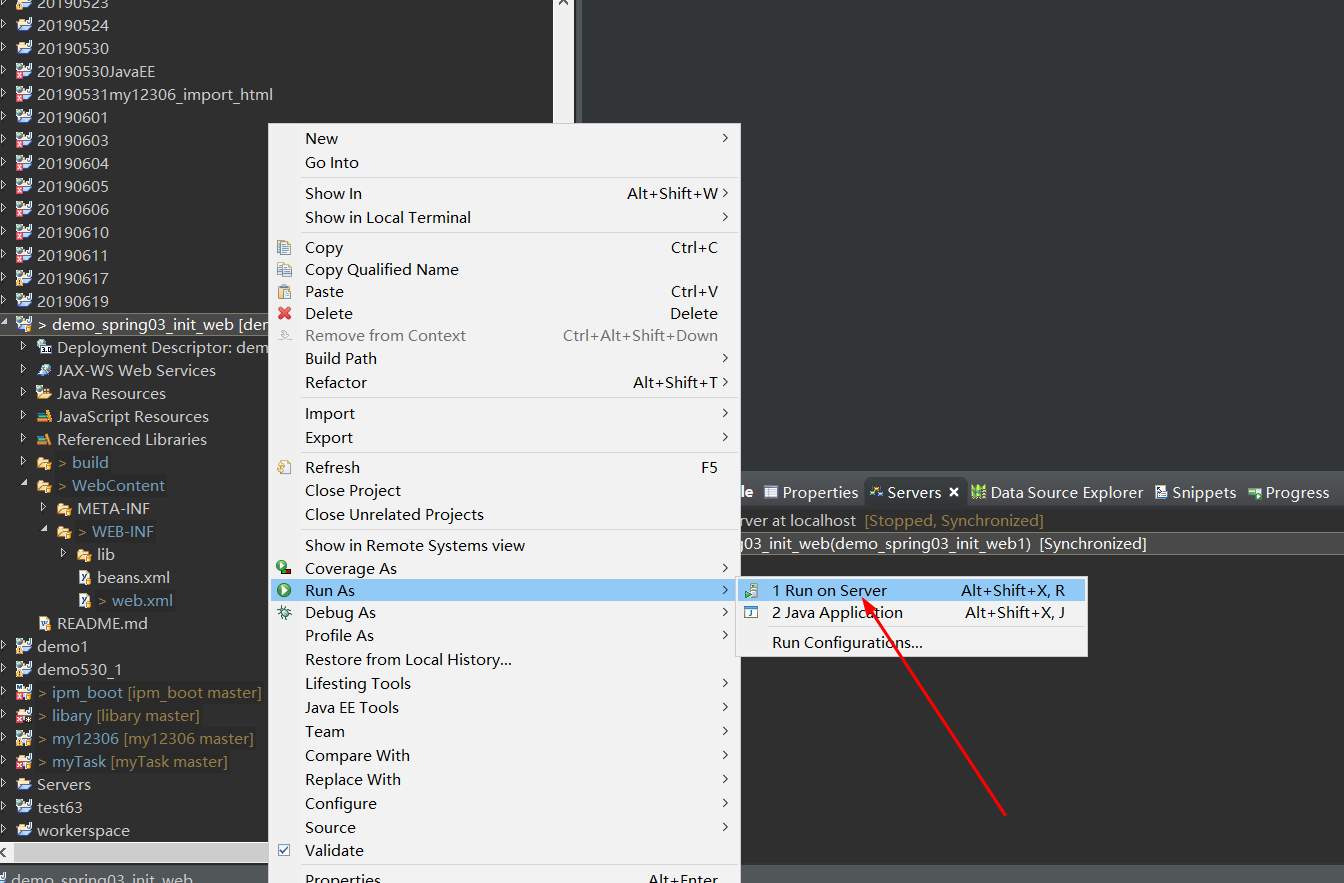 20190523
20190524
20190530
20190530JavaEE
20190531my12306_import_html
20190601
20190603
20190604
20190605
20190606
20190610
20190611
20190617
20190619
> demo_spring03_init_web [der
Deployment Descriptor: dem
JAX-WS Web Services
Java Resources
JavaScript Resources
Referenced Libraries
> build
> WebContent
META-INF
> WEB-INF
lib
beans.xml
> web.xml
README.md
demo1
demo530_1
> ipm_boot [ipm_boot master]
> libary [libary master]
> my12306 [my12306 master]
> myTask [myTask master]
Servers
test63
workerspace
demo_spring03_init_web
New
Go Into
Show In Alt+Shift+W
Show in Local Terminal
Copy Ctrl+C
Copy Qualified Name
Paste Ctrl+V
Delete Delete
Remove from Context Ctrl+Alt+Shift+Down
Build Path
Refactor Alt+Shift+T
Import
Export
Refresh F5
Close Project
Close Unrelated Projects
Show in Remote Systems view
Coverage As
Run As
Debug As
Profile As
Restore from Local History...
Lifesting Tools
Java EE Tools
Team
Compare With
Replace With
Configure
Source
Validate
Properties Alt+Enter
1 Run on Server Alt+Shift+X, R
2 Java Application Alt+Shift+X, J
Run Configurations...
le Properties Servers Data Source Explorer Snippets Progress
rver at localhost [Stopped, Synchronized]
g03_init_web(demo_spring03_init_web1) [Synchronized]